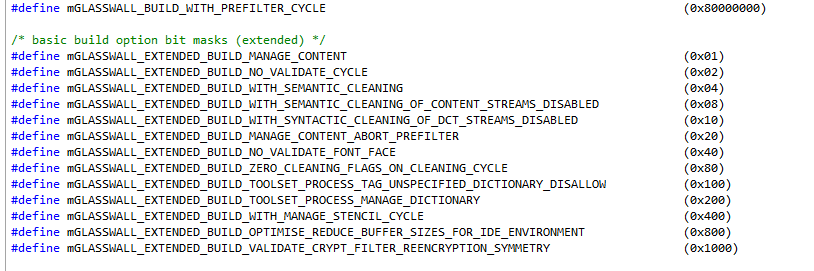 #define mGLASSWALL_BUILD_WITH_PREFILTER_CYCLE (0x80000000)
/* basic build option bit masks (extended) */
#define mGLASSWALL_EXTENDED_BUILD_MANAGE_CONTENT (0x01)
#define mGLASSWALL_EXTENDED_BUILD_NO_VALIDATE_CYCLE (0x02)
#define mGLASSWALL_EXTENDED_BUILD_WITH_SEMANTIC_CLEANING (0x04)
#define mGLASSWALL_EXTENDED_BUILD_WITH_SEMANTIC_CLEANING_OF_CONTENT_STREAMS_DISABLED (0x08)
#define mGLASSWALL_EXTENDED_BUILD_WITH_SYNTACTIC_CLEANING_OF_DCT_STREAMS_DISABLED (0x10)
#define mGLASSWALL_EXTENDED_BUILD_MANAGE_CONTENT_ABORT_PREFILTER (0x20)
#define mGLASSWALL_EXTENDED_BUILD_NO_VALIDATE_FONT_FACE (0x40)
#define mGLASSWALL_EXTENDED_BUILD_ZERO_CLEANING_FLAGS_ON_CLEANING_CYCLE (0x80)
#define mGLASSWALL_EXTENDED_BUILD_TOOLSET_PROCESS_TAG_UNSPECIFIED_DICTIONARY_DISALLOW (0x100)
#define mGLASSWALL_EXTENDED_BUILD_TOOLSET_PROCESS_MANAGE_DICTIONARY (0x200)
#define mGLASSWALL_EXTENDED_BUILD_WITH_MANAGE_STENCIL_CYCLE (0x400)
#define mGLASSWALL_EXTENDED_BUILD_OPTIMISE_REDUCE_BUFFER_SIZES_FOR_IDE_ENVIRONMENT (0x800)
#define mGLASSWALL_EXTENDED_BUILD_VALIDATE_CRYPT_FILTER_REENCRYPTION_SYMMETRY (0x1000)